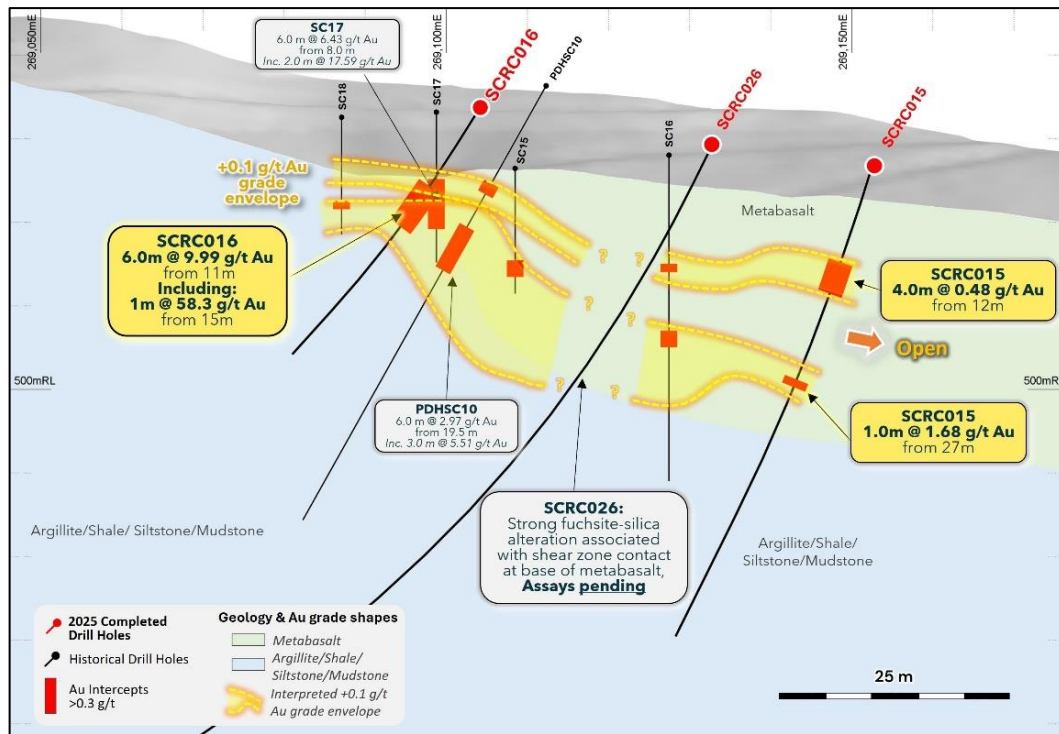 269,050mE
269,100mE
269,150mE
SC17
6.0 m @ 6.43 g/t Au
from 8.0 m
Inc. 2.0 m @ 17.59 g/t Au
SC18
SC17
SCRC016
PDHSC10
SC15
SC16
SCRC026
SCRC015
+0.1 g/t Au
grade
envelope
Metabasalt
SCRC016
6.0m @ 9.99 g/t Au
from 11m
Including:
1m @ 58.3 g/t Au
from 15m
? ?
? ?
? ? ?
SCRC015
4.0m @ 0.48 g/t Au
from 12m
Open
500mRL
500mRL
PDHSC10
6.0 m @ 2.97 g/t Au
from 19.5 m
Inc. 3.0 m @ 5.51 g/t Au
SCRC015
1.0m @ 1.68 g/t Au
from 27m
SCRC026:
Strong fuchsite-silica
alteration associated
with shear zone contact
at base of metabasalt,
Assays pending
Argillite/Shale/ Siltstone/Mudstone
Argillite/Shale/
Siltstone/Mudstone
2025 Completed
Drill Holes
Historical Drill Holes
Au Intercepts
>0.3 g/t
Geology & Au grade shapes
Metabasalt
Argillite/Shale/
Siltstone/Mudstone
Interpreted +0.1 g/t
Au grade envelope
25 m